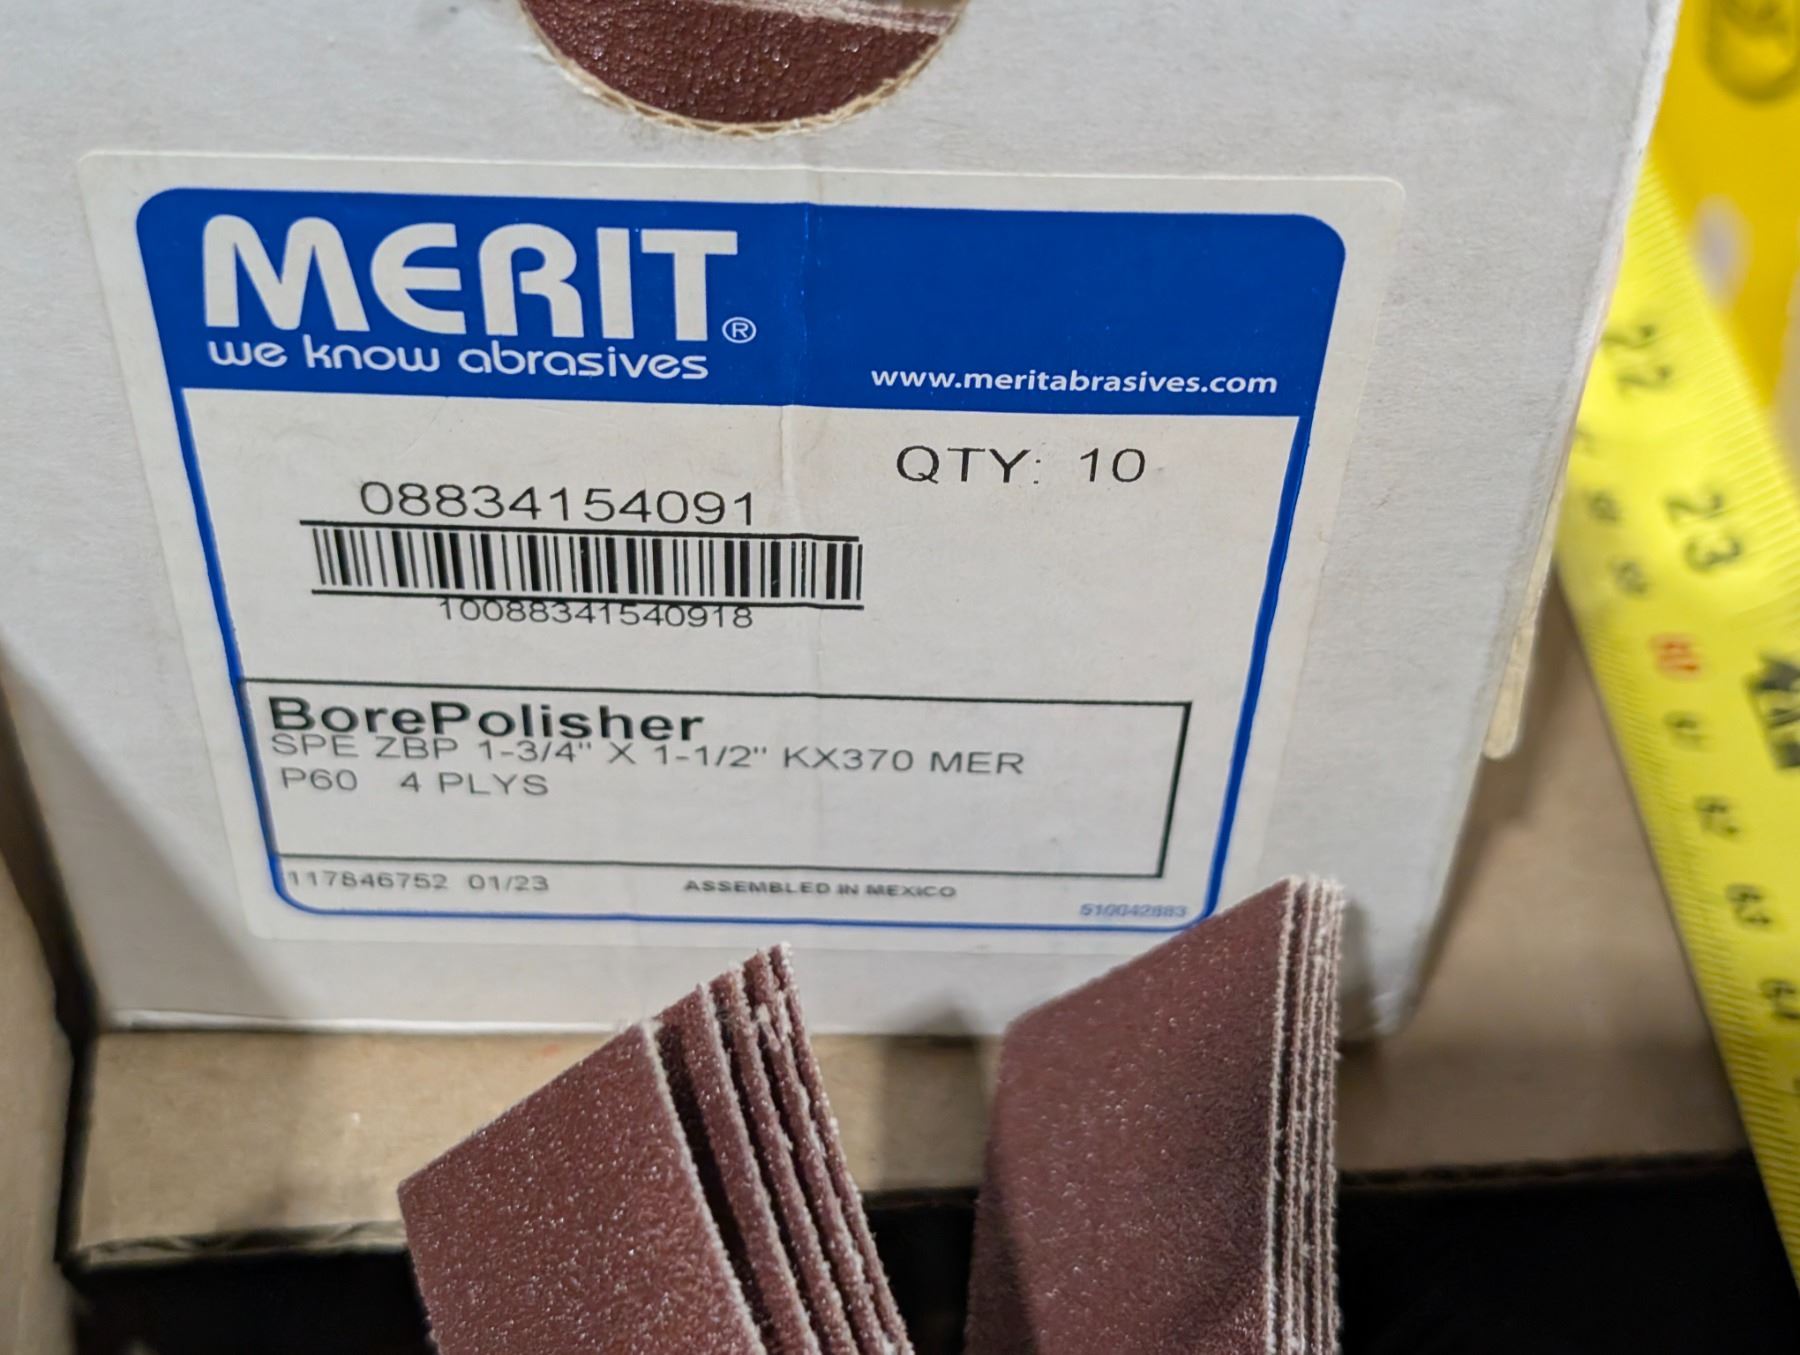 MERIT®
we know abrasives
www.meritabrasives.com
QTY: 10
08834154091
10088341540918
BorePolisher
SPE ZBP 1-3/4" X 1-1/2" KX370 MER
P60 4 PLYS
117846752 01/23
ASSEMBLED IN MEXICO
510042883
22
23